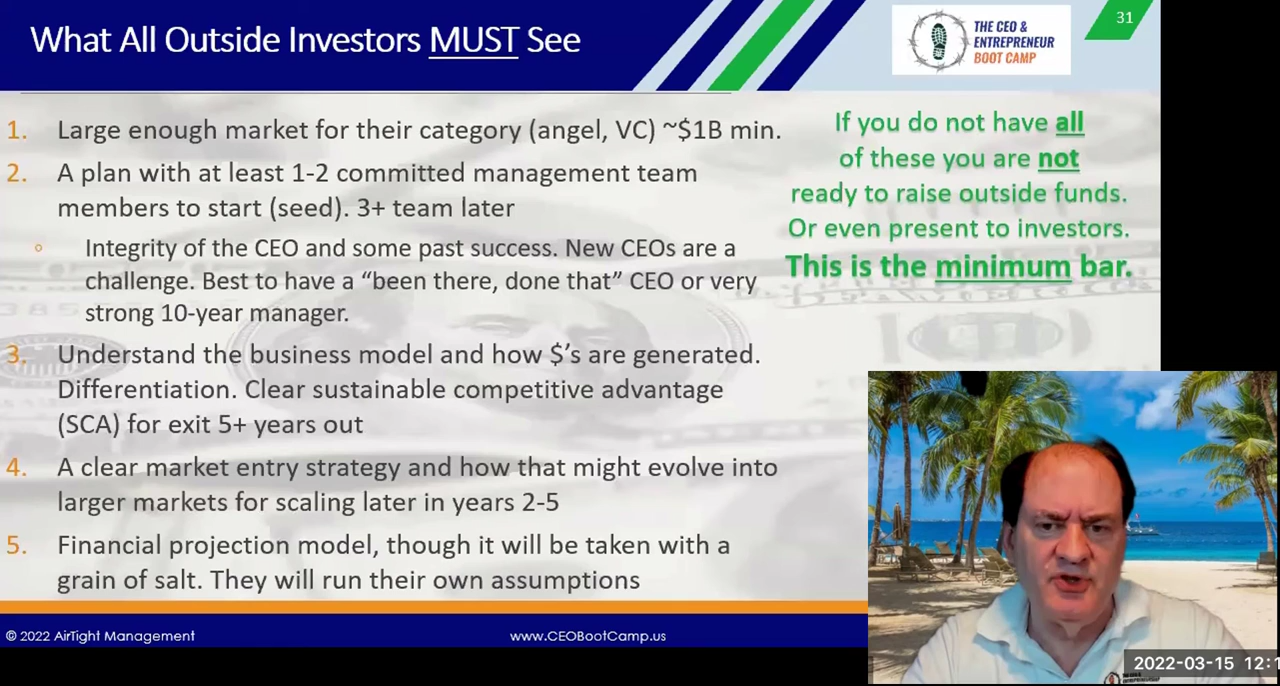 What All Outside Investors MUST See
THE CEO &
ENTREPRENEUR
BOOT CAMP
31
1. Large enough market for their category (angel, VC) ~$1B min.
2. A plan with at least 1-2 committed management team
members to start (seed). 3+ team later
Integrity of the CEO and some past success. New CEOs are a
challenge. Best to have a “been there, done that” CEO or very
strong 10-year manager.
3. Understand the business model and how $'s are generated.
Differentiation. Clear sustainable competitive advantage
(SCA) for exit 5+ years out
4. A clear market entry strategy and how that might evolve into
larger markets for scaling later in years 2-5
5. Financial projection model, though it will be taken with a
grain of salt. They will run their own assumptions
If you do not have all
of these you are not
ready to raise outside funds.
Or even present to investors.
This is the minimum bar.
© 2022 AirTight Management
www.CEOBootCamp.us
2022-03-15 12:1